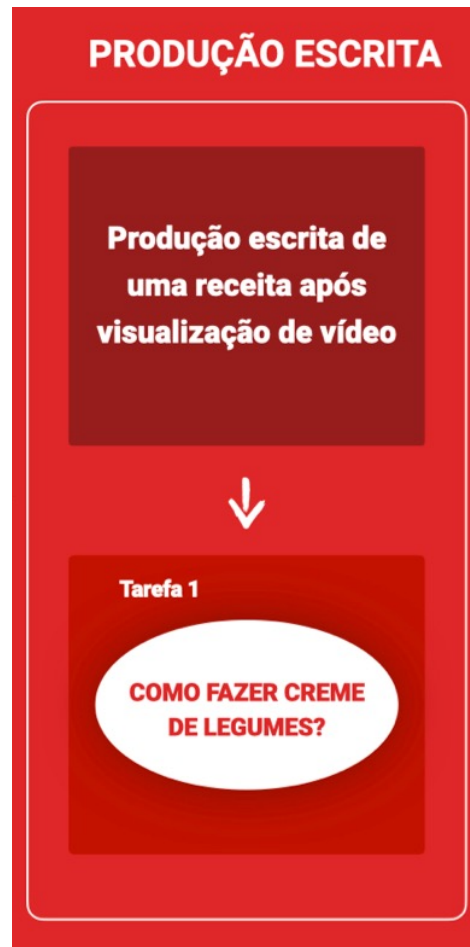 PRODUÇÃO ESCRITA
Produção escrita de
uma receita após
visualização de vídeo
Tarefa 1
COMO FAZER CREME
DE LEGUMES?